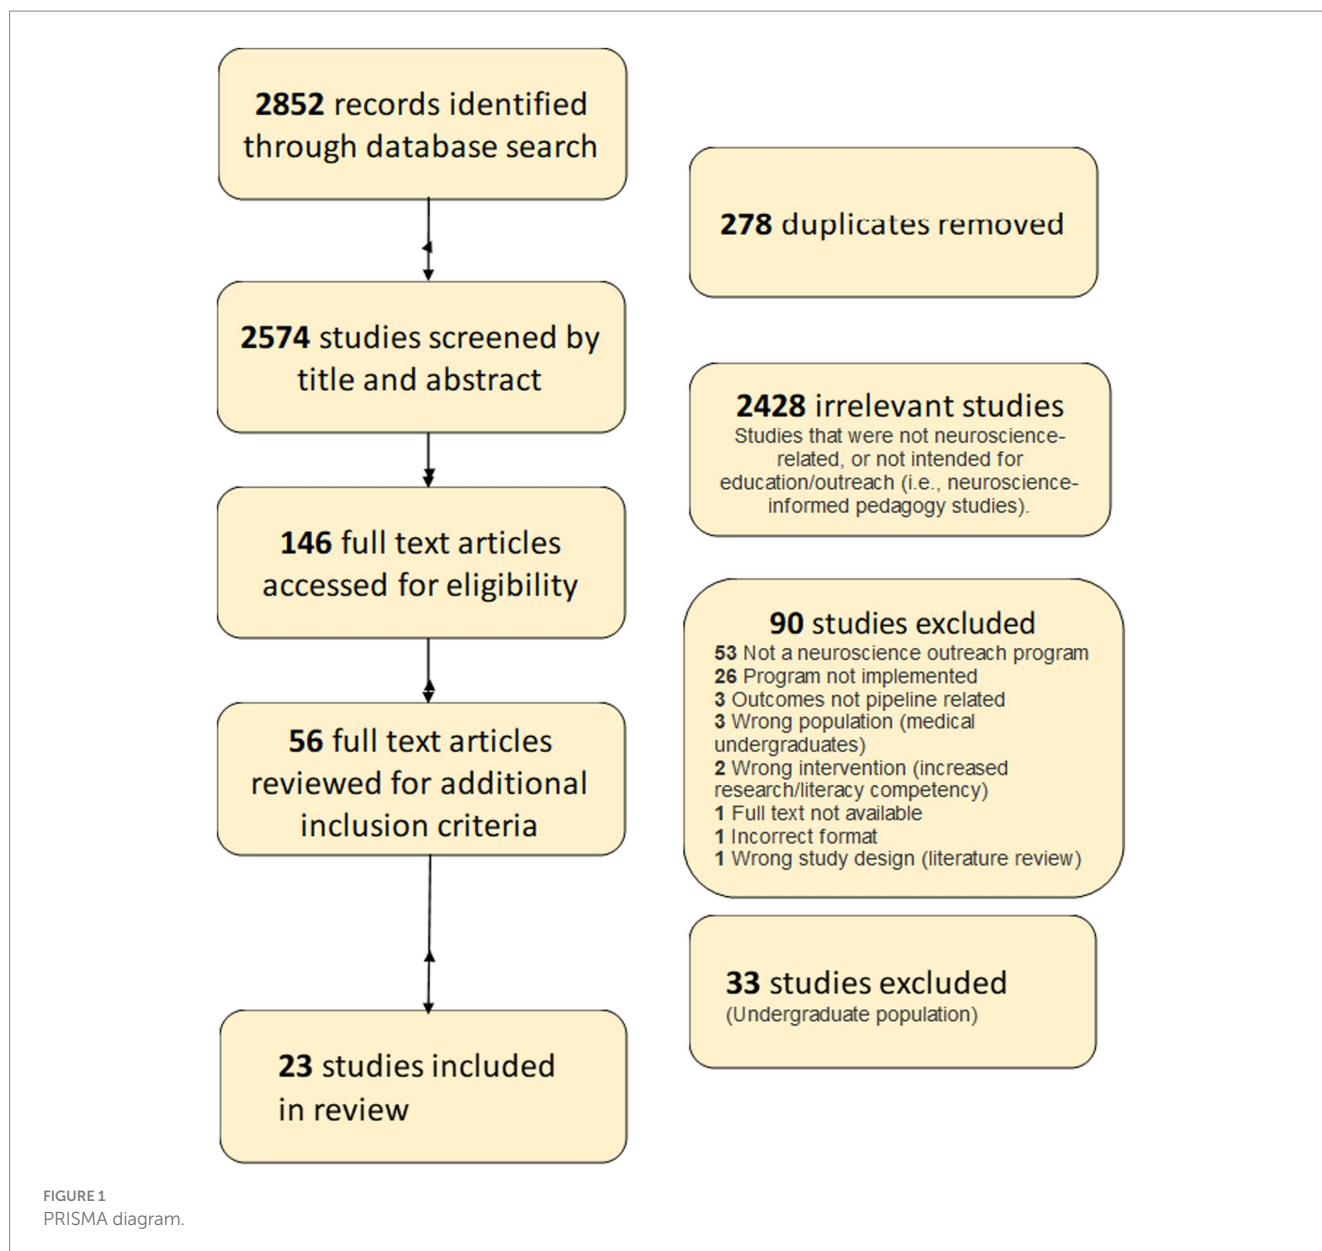 2852 records identified
through database search
278 duplicates removed
2574 studies screened by
title and abstract
2428 irrelevant studies
Studies that were not neuroscience-
related, or not intended for
education/outreach (i.e., neuroscience-
informed pedagogy studies).
146 full text articles
accessed for eligibility
90 studies excluded
53 Not a neuroscience outreach program
26 Program not implemented
3 Outcomes not pipeline related
3 Wrong population (medical
undergraduates)
2 Wrong intervention (increased
research/literacy competency)
1 Full text not available
1 Incorrect format
1 Wrong study design (literature review)
56 full text articles
reviewed for additional
inclusion criteria
33 studies excluded
(Undergraduate population)
23 studies included
in review
FIGURE 1
PRISMA diagram.